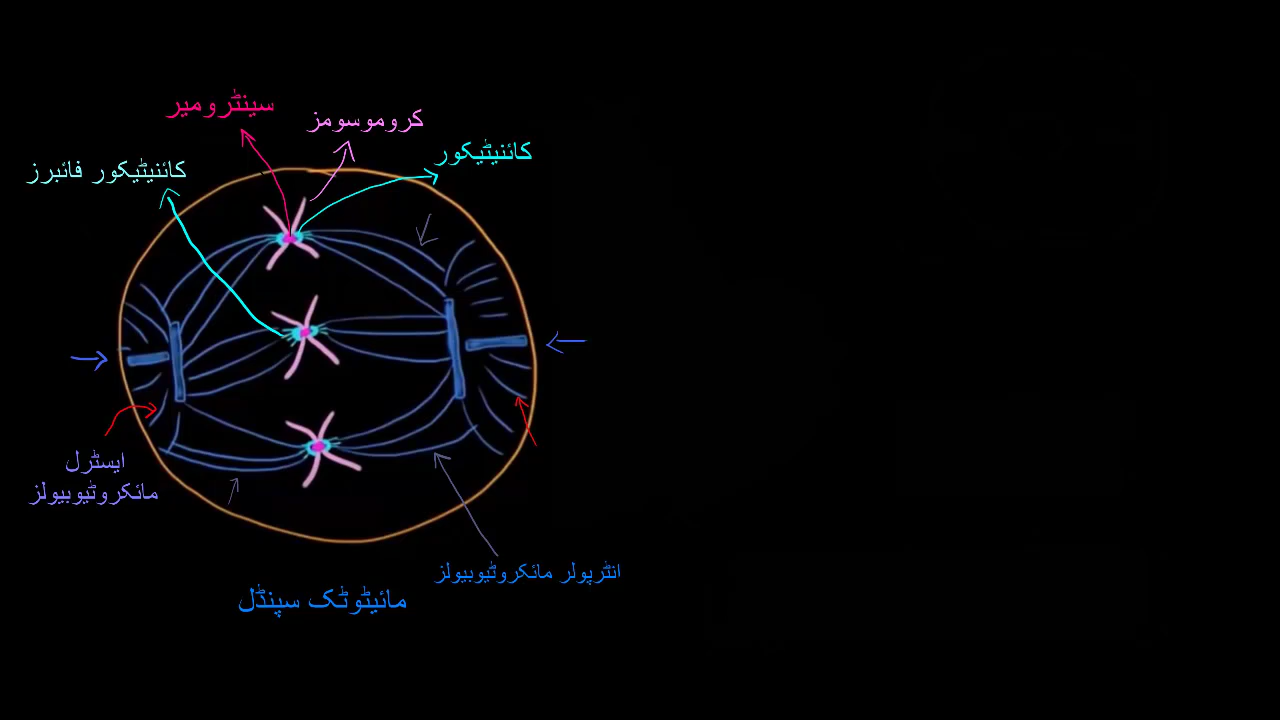 سینٹرومیر
کروموسومز
کائنیٹیکور
کائنیٹیکور فائبرز
ایسٹرل
مائکروٹیوبیولز
انٹرپولر مائکروٹیوبیولز
مائیٹوٹک سپنڈل